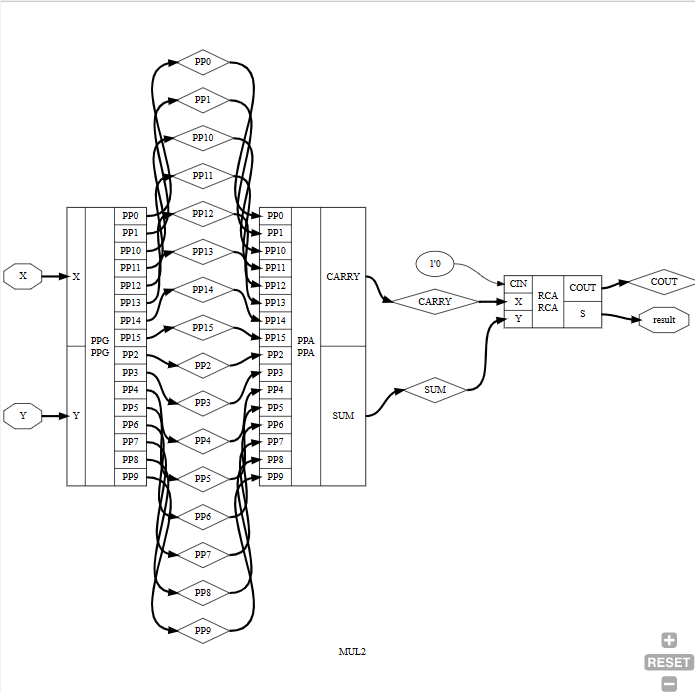 PP0
PP1
PP10
PP11
PP12
PP13
PP14
PP15
PP2
PP3
PP4
PP5
PP6
PP7
PP8
PP9
X
Y
X
Y
PPG
PPG
PP0
PP1
PP10
PP11
PP12
PP13
PP14
PP15
PP2
PP3
PP4
PP5
PP6
PP7
PP8
PP9
PP0
PP1
PP10
PP11
PP12
PP13
PP14
PP15
PP2
PP3
PP4
PP5
PP6
PP7
PP8
PP9
PPA
PPA
CARRY
SUM
1'0
CARRY
SUM
CIN
X
Y
RCA
RCA
COUT
S
COUT
result
MUL2
RESET